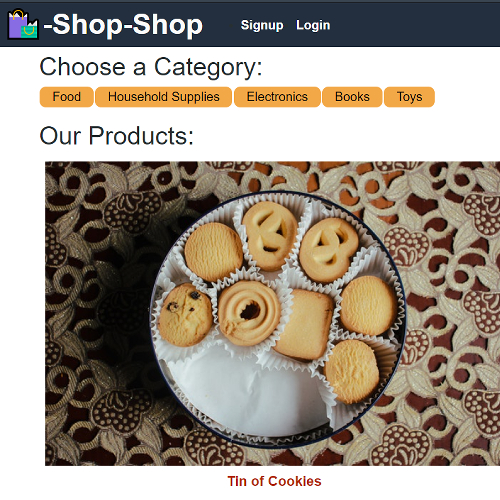 -Shop-Shop Signup Login
Choose a Category:
Food Household Supplies Electronics Books Toys
Our Products:
Tin of Cookies